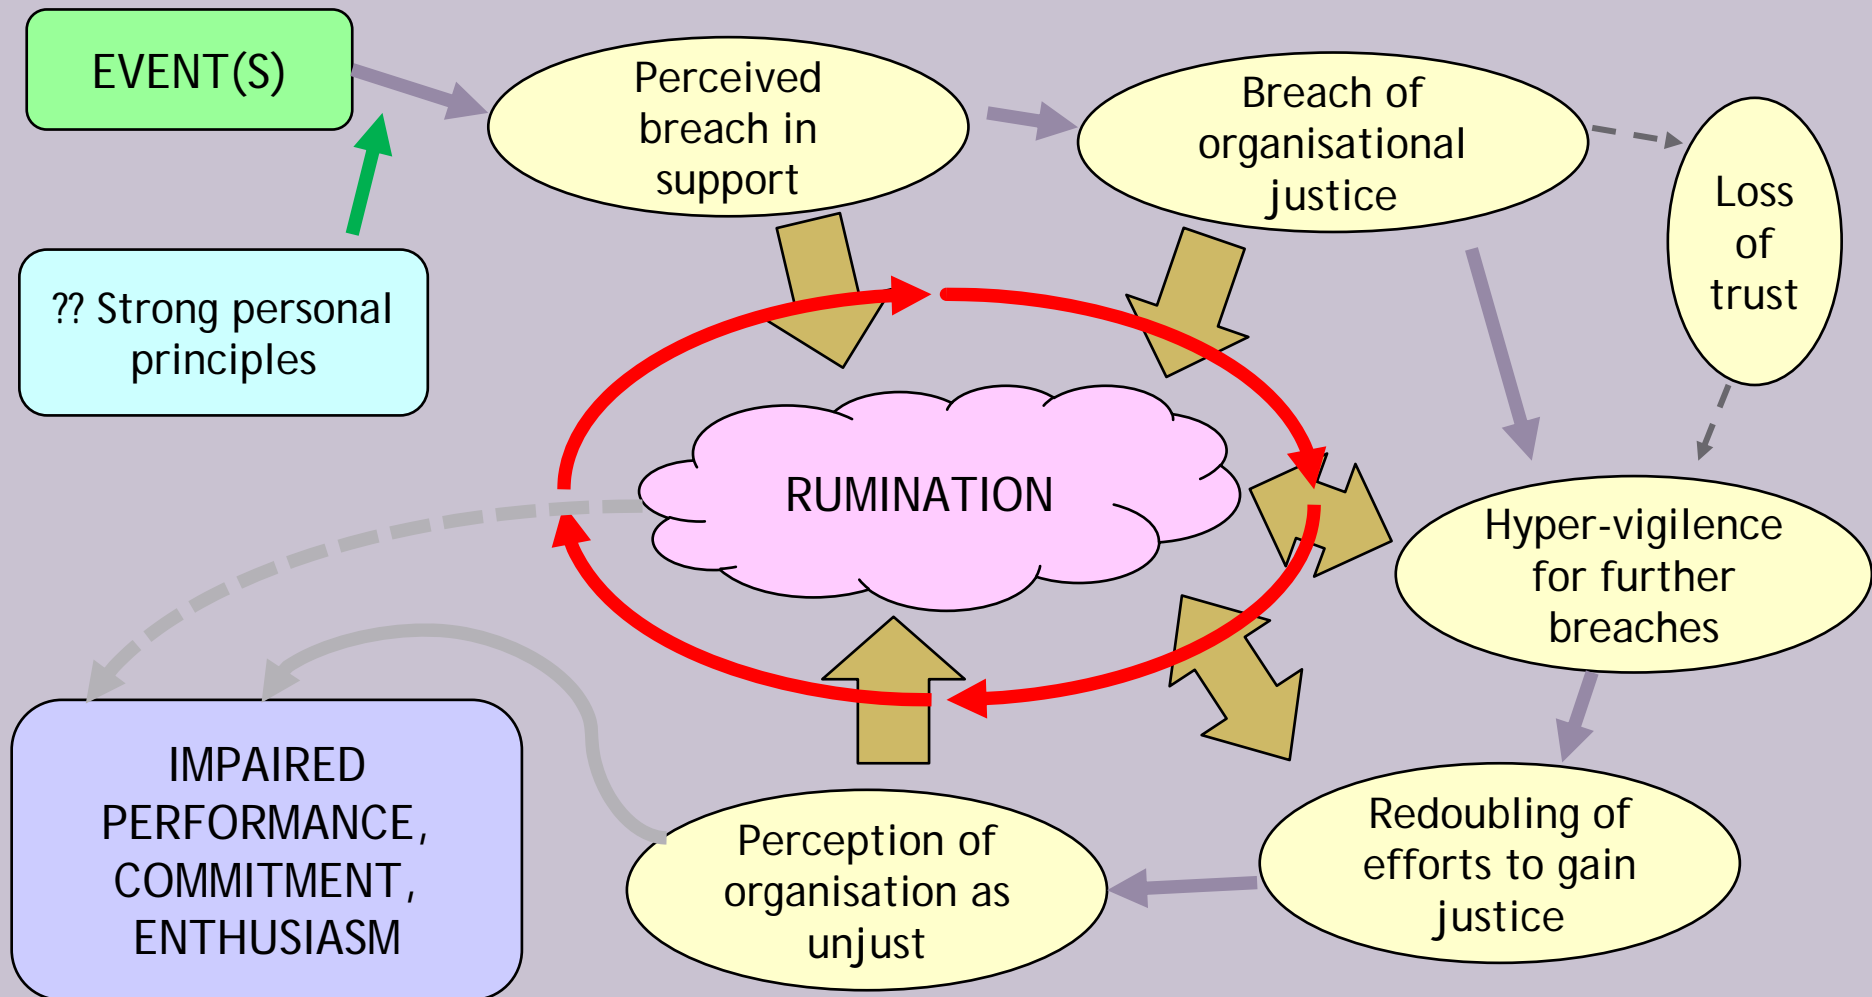 EVENT(S)
Perceived
breach in
support
Breach of
organisational
justice
Loss
of
trust
?? Strong personal
principles
RUMINATION
Hyper-vigilence
for further
breaches
IMPAIRED
PERFORMANCE,
COMMITMENT,
ENTHUSIASM
Perception of
organisation as
unjust
Redoubling of
efforts to gain
justice